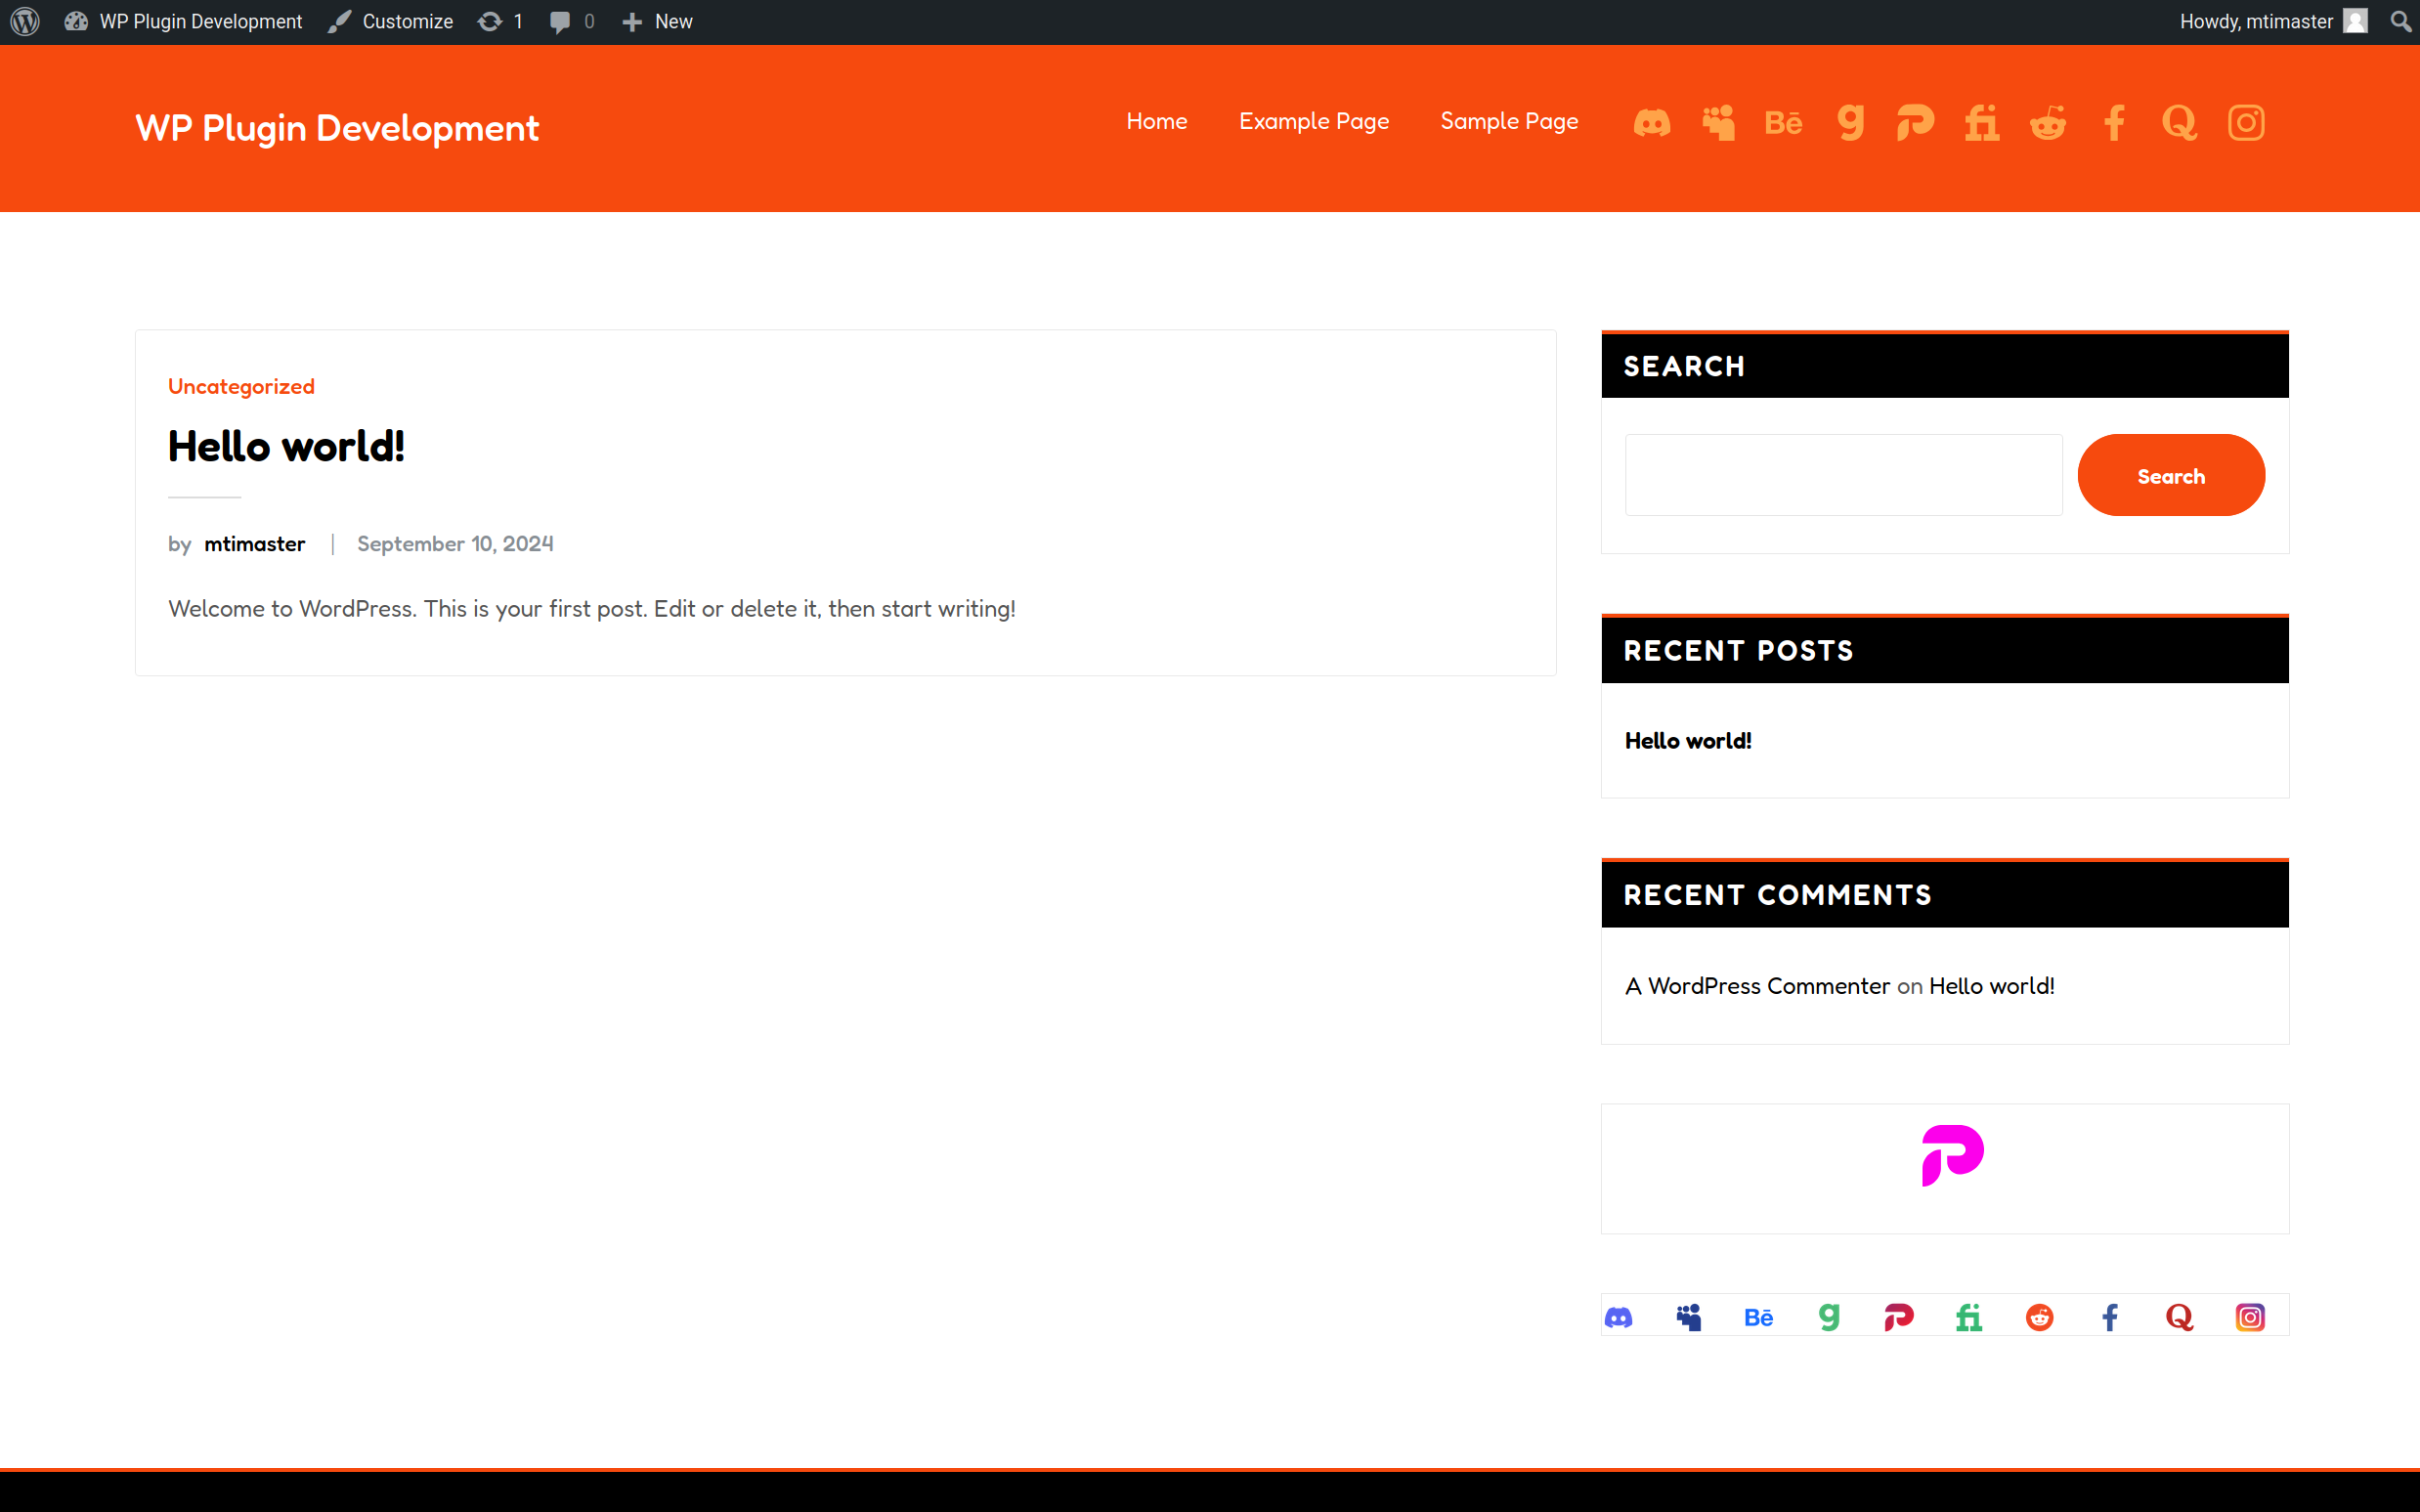 WP Plugin Development Customize 1 0 New Howdy, mtimaster
WP Plugin Development
Home Example Page Sample Page
Uncategorized
Hello world!
by mtimaster | September 10, 2024
Welcome to WordPress. This is your first post. Edit or delete it, then start writing!
SEARCH
Search
RECENT POSTS
Hello world!
RECENT COMMENTS
A WordPress Commenter on Hello world!